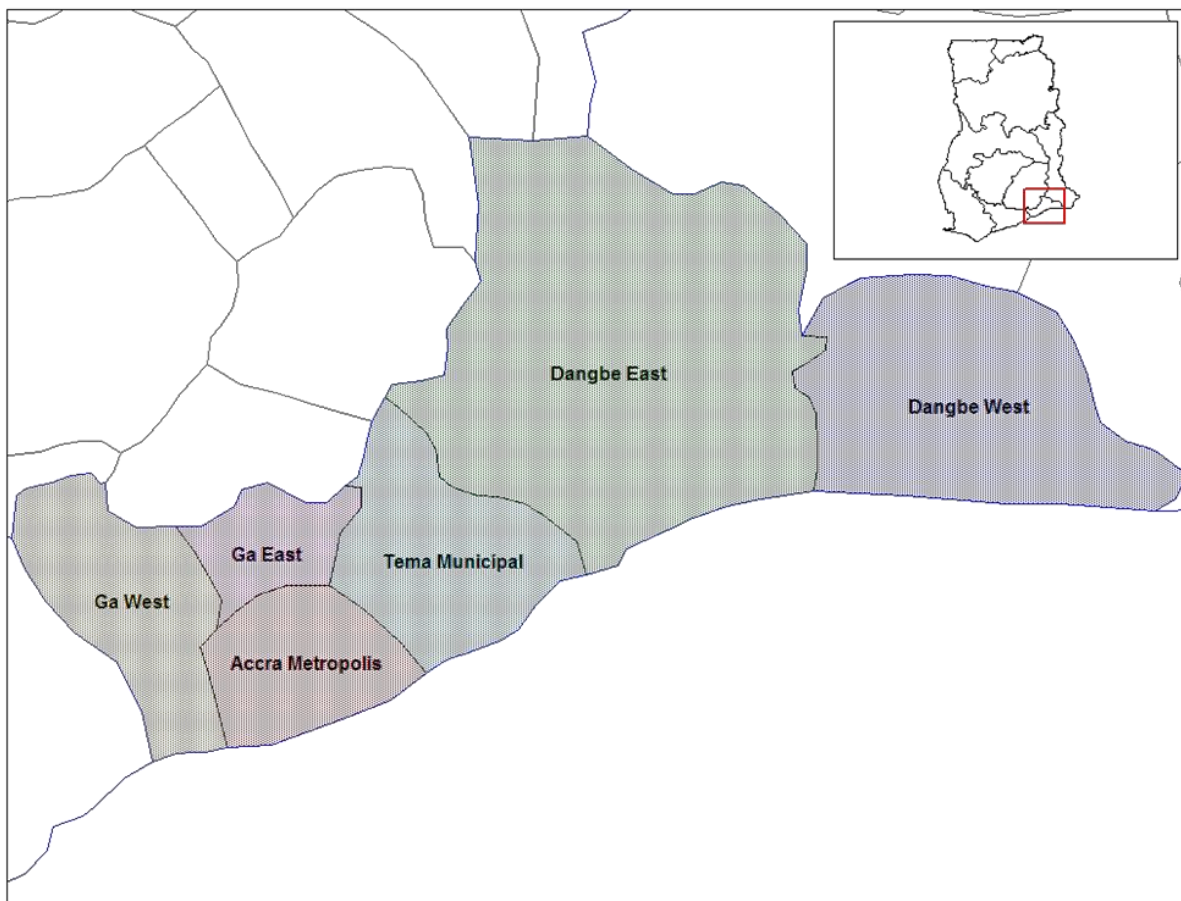 Dangbe East
Dangbe West
Ga East
Tema Municipal
Ga West
Accra Metropolis